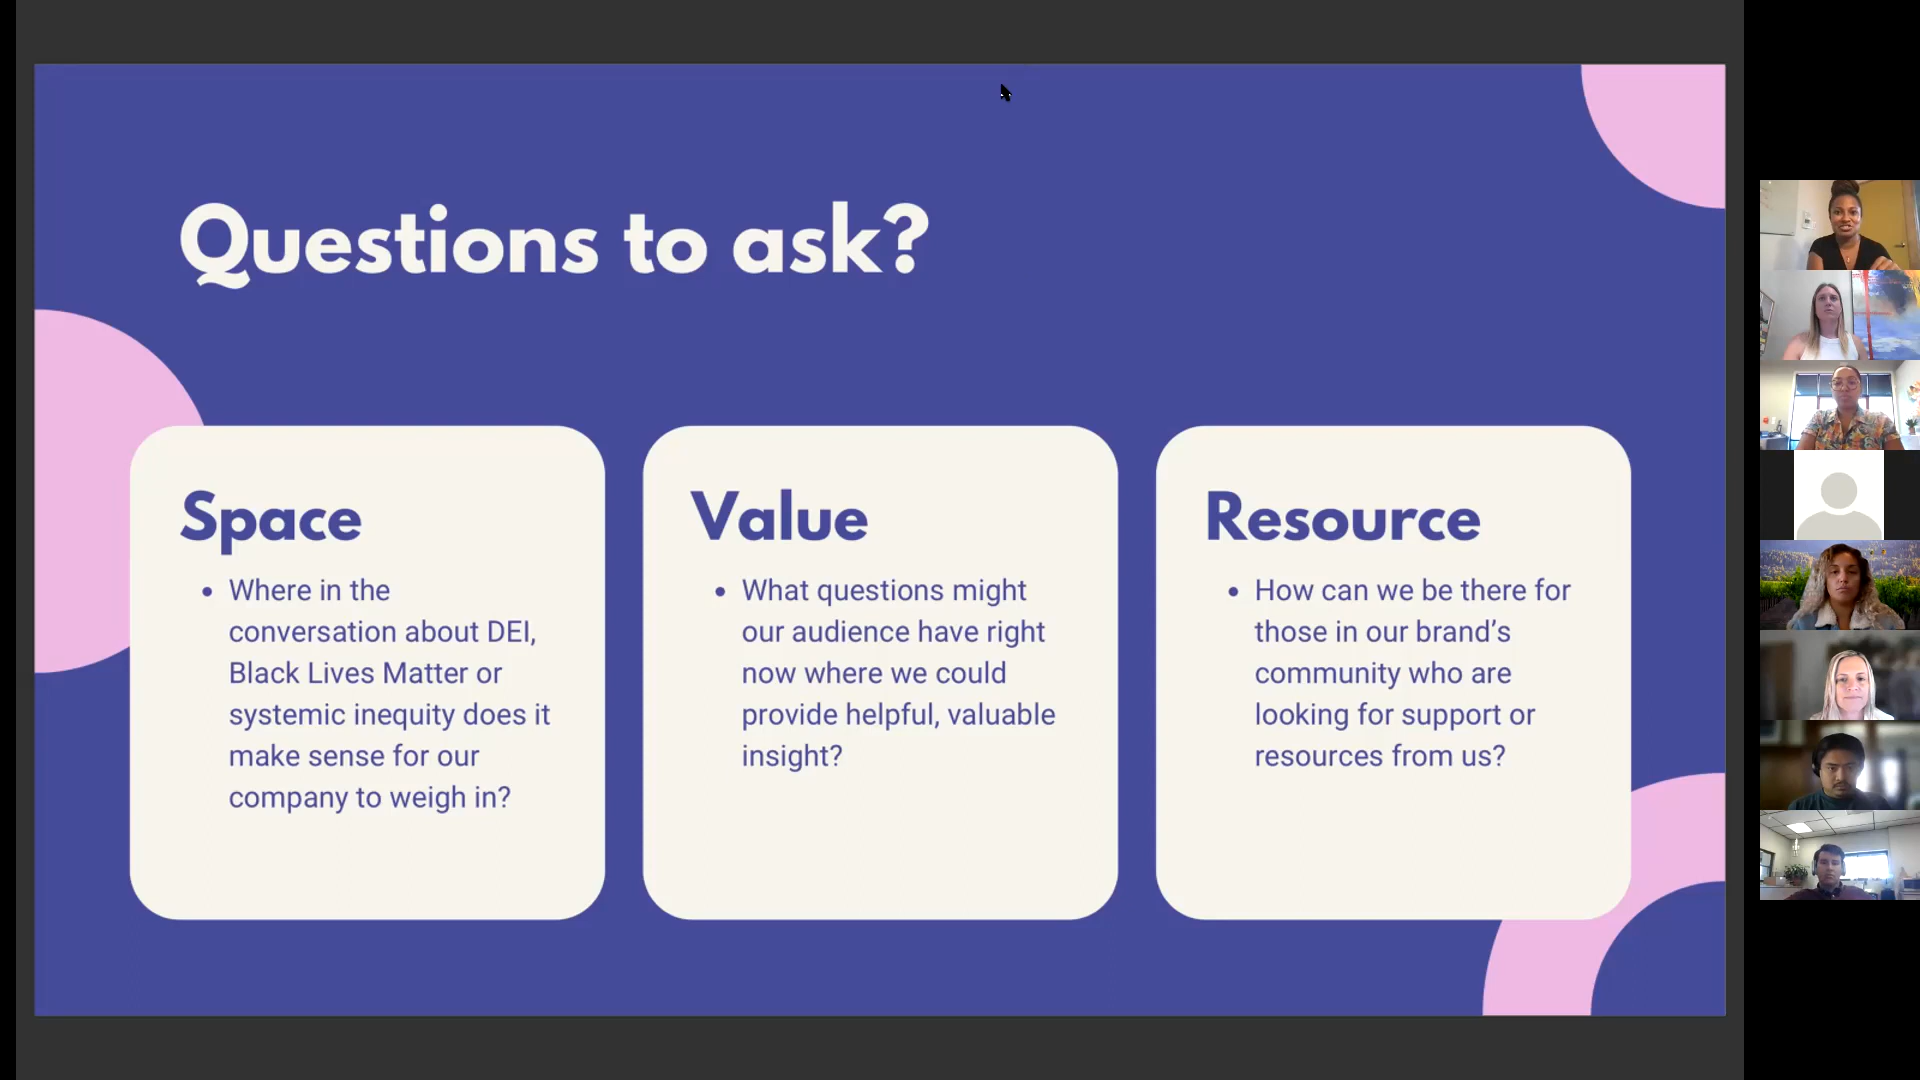 Questions to ask?
Space
• Where in the
conversation about DEI,
Black Lives Matter or
systemic inequity does it
make sense for our
company to weigh in?
Value
• What questions might
our audience have right
now where we could
provide helpful, valuable
insight?
Resource
• How can we be there for
those in our brand’s
community who are
looking for support or
resources from us?